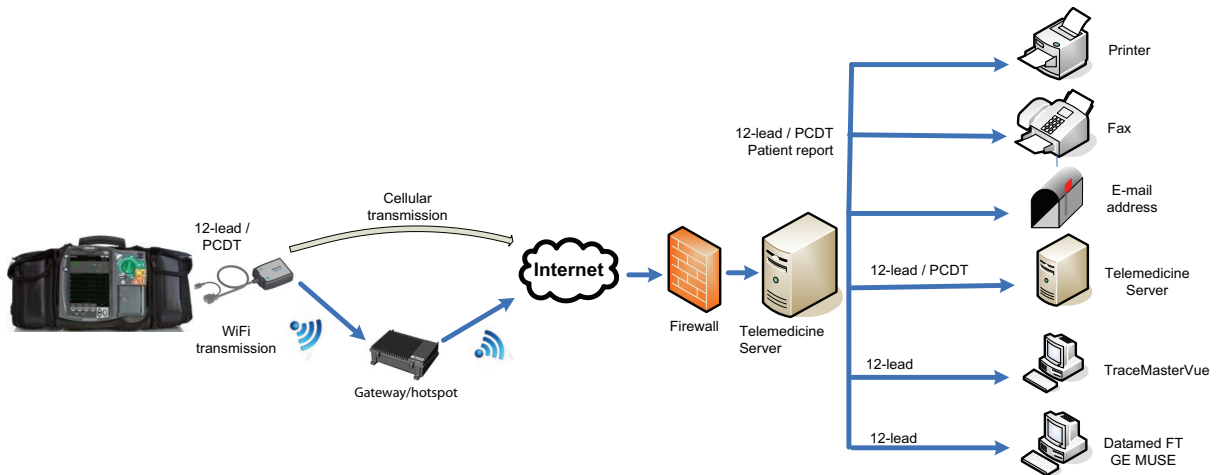 12-lead /
PCDT
WiFi
transmission
Cellular
transmission
Gateway/hotspot
Internet
Firewall
Telemedicine
Server
12-lead / PCDT
Patient report
Printer
Fax
E-mail
address
12-lead / PCDT
Telemedicine
Server
12-lead
TraceMasterVue
12-lead
Datamed FT
GE MUSE